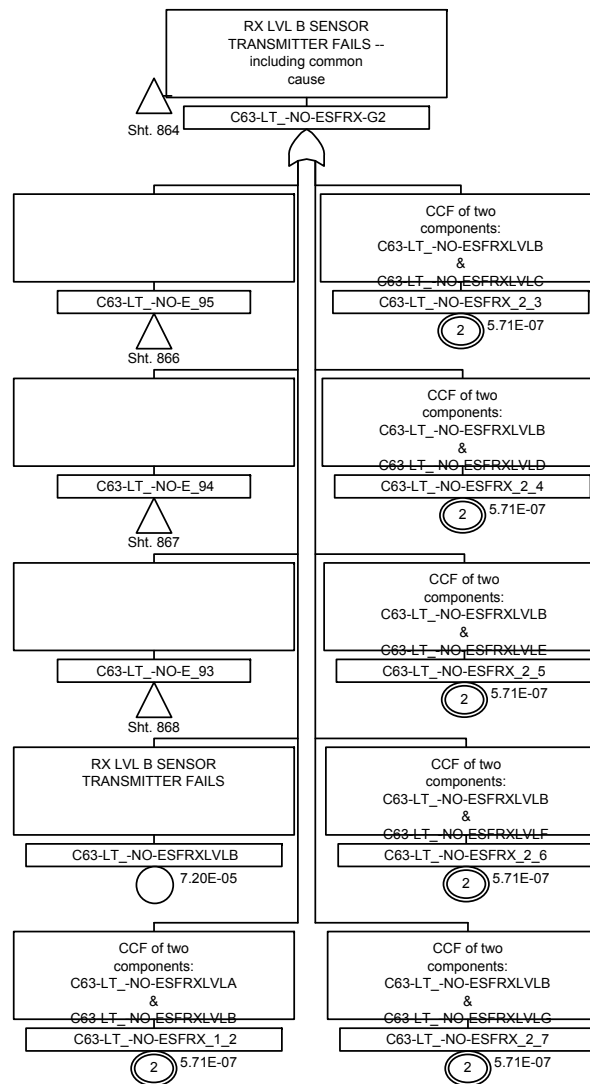 RX LVL B SENSOR
TRANSMITTER FAILS --
including common
cause
C63-LT_-NO-ESFRX-G2
Sht. 864
C63-LT_-NO-E_95
Sht. 866
CCF of two
components:
C63-LT_-NO-ESFRXLVLB
&
C63-LT_-NO-ESFRXLVLC
C63-LT_-NO-ESFRX_2_3
2
5.71E-07
C63-LT_-NO-E_94
Sht. 867
CCF of two
components:
C63-LT_-NO-ESFRXLVLB
&
C63-LT_-NO-ESFRXLVLD
C63-LT_-NO-ESFRX_2_4
2
5.71E-07
C63-LT_-NO-E_93
Sht. 868
CCF of two
components:
C63-LT_-NO-ESFRXLVLB
&
C63-LT_-NO-ESFRXLVLE
C63-LT_-NO-ESFRX_2_5
2
5.71E-07
RX LVL B SENSOR
TRANSMITTER FAILS
C63-LT_-NO-ESFRXLVLB
7.20E-05
CCF of two
components:
C63-LT_-NO-ESFRXLVLB
&
C63-LT_-NO-ESFRXLVLF
C63-LT_-NO-ESFRX_2_6
2
5.71E-07
CCF of two
components:
C63-LT_-NO-ESFRXLVLA
&
C63-LT_-NO-ESFRXLVLB
C63-LT_-NO-ESFRX_1_2
2
5.71E-07
CCF of two
components:
C63-LT_-NO-ESFRXLVLB
&
C63-LT_-NO-ESFRXLVLG
C63-LT_-NO-ESFRX_2_7
2
5.71E-07